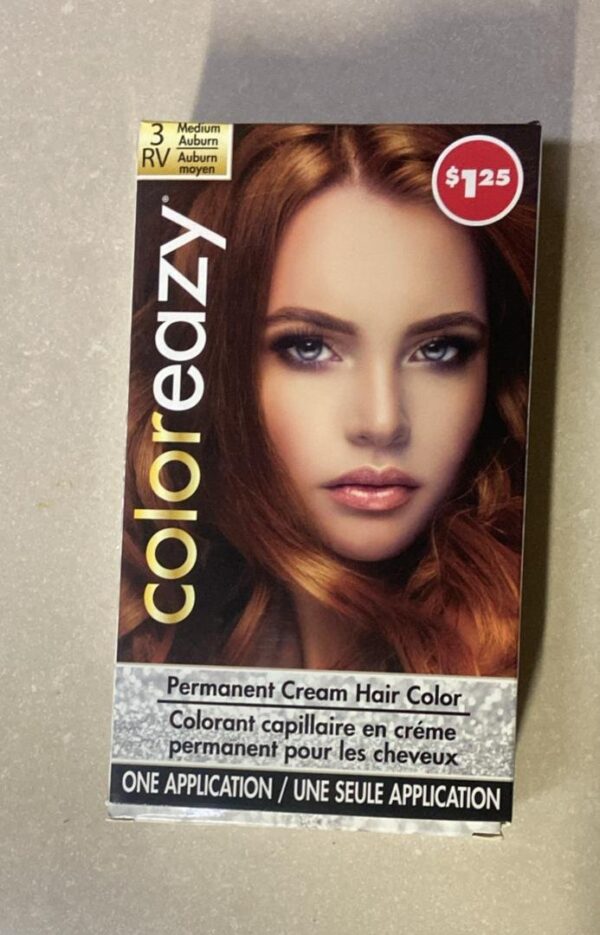 3
RV
Medium
Auburn
Auburn
moyen
$1.25
coloreazy®
Permanent Cream Hair Color
Colorant capillaire en créme
permanent pour les cheveux
ONE APPLICATION / UNE SEULE APPLICATION